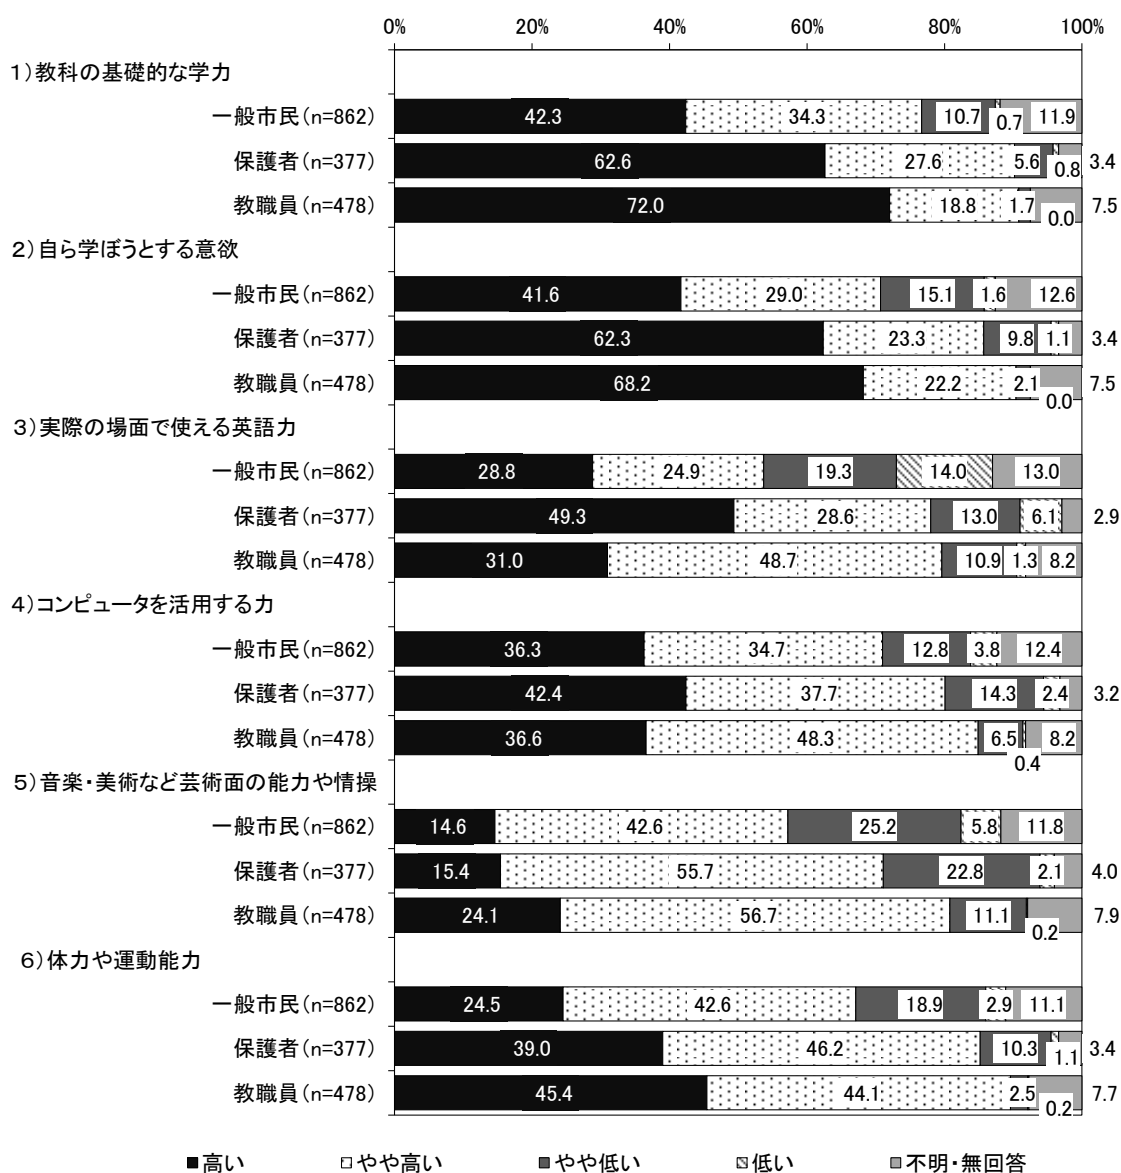 0% 20% 40% 60% 80% 100%
1)教科の基礎的な学力
一般市民(n=862) 42.3 34.3 10.7 0.7 11.9
保護者(n=377) 62.6 27.6 5.6 0.8 3.4
教職員(n=478) 72.0 18.8 1.7 0.0 7.5
2)自ら学ぼうとする意欲
一般市民(n=862) 41.6 29.0 15.1 1.6 12.6
保護者(n=377) 62.3 23.3 9.8 1.1 3.4
教職員(n=478) 68.2 22.2 2.1 0.0 7.5
3)実際の場面で使える英語力
一般市民(n=862) 28.8 24.9 19.3 14.0 13.0
保護者(n=377) 49.3 28.6 13.0 6.1 2.9
教職員(n=478) 31.0 48.7 10.9 1.3 8.2
4)コンピュータを活用する力
一般市民(n=862) 36.3 34.7 12.8 3.8 12.4
保護者(n=377) 42.4 37.7 14.3 2.4 3.2
教職員(n=478) 36.6 48.3 6.5 0.4 8.2
5)音楽・美術など芸術面の能力や情操
一般市民(n=862) 14.6 42.6 25.2 5.8 11.8
保護者(n=377) 15.4 55.7 22.8 2.1 4.0
教職員(n=478) 24.1 56.7 11.1 0.2 7.9
6)体力や運動能力
一般市民(n=862) 24.5 42.6 18.9 2.9 11.1
保護者(n=377) 39.0 46.2 10.3 1.1 3.4
教職員(n=478) 45.4 44.1 2.5 0.2 7.7
高い やや高い やや低い 低い 不明・無回答